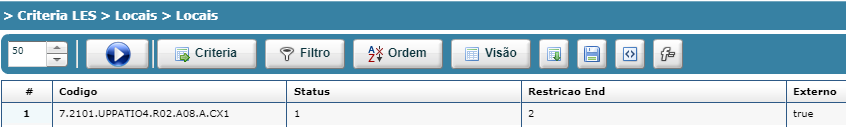 > Criteria LES > Locais > Locais
50 Criteria Filtro A Z Ordem Visão
# Codigo Status Restricao End Externo
1 7.2101.UPPATIO4.R02.A08.A.CX1 1 2 true